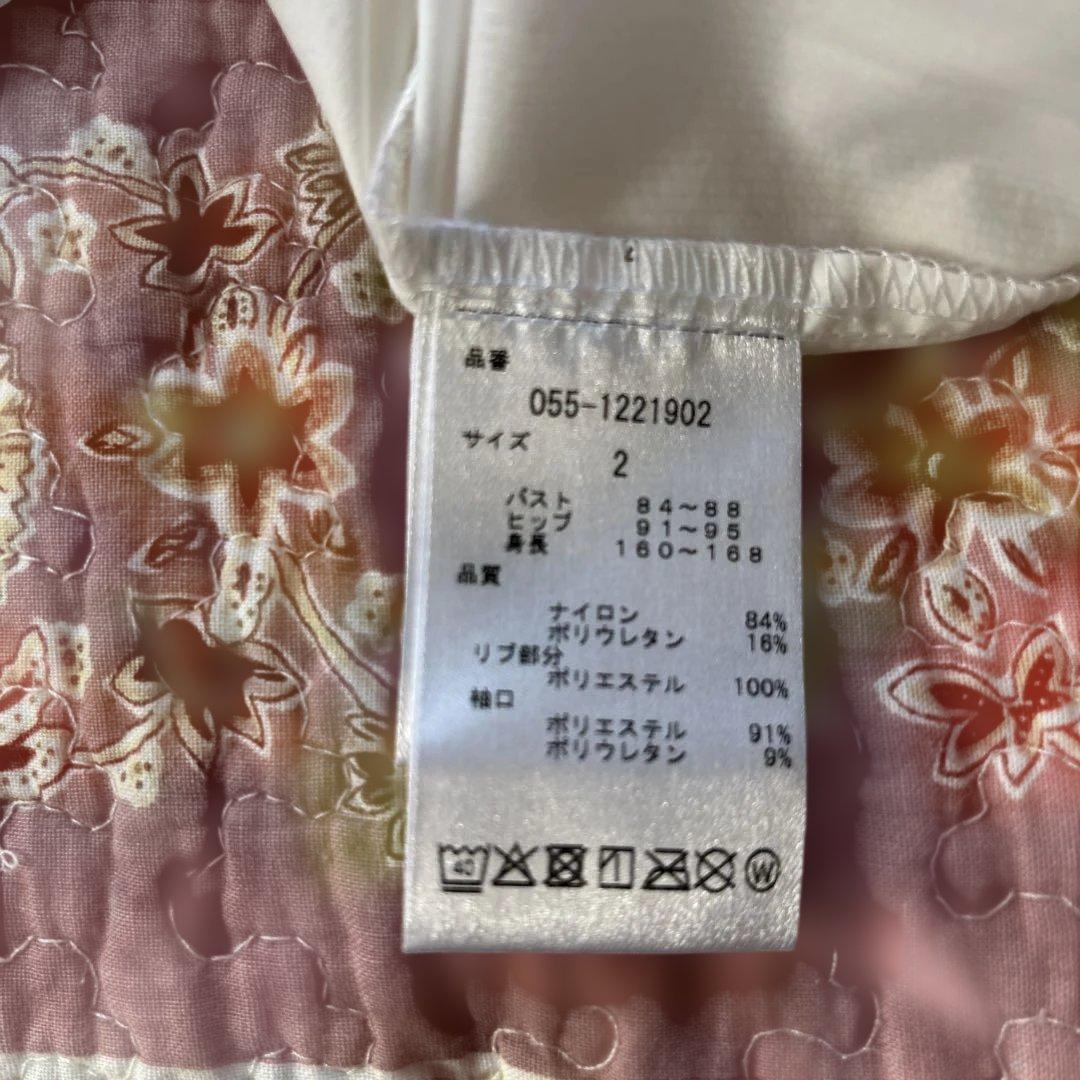 2
品番
055-1221902
サイズ
2
バスト 84～88
ヒップ 91～95
身長 160～168
品質
ナイロン 84%
ポリウレタン 16%
リブ部分
ポリエステル 100%
袖口
ポリエステル 91%
ポリウレタン 9%
40 W